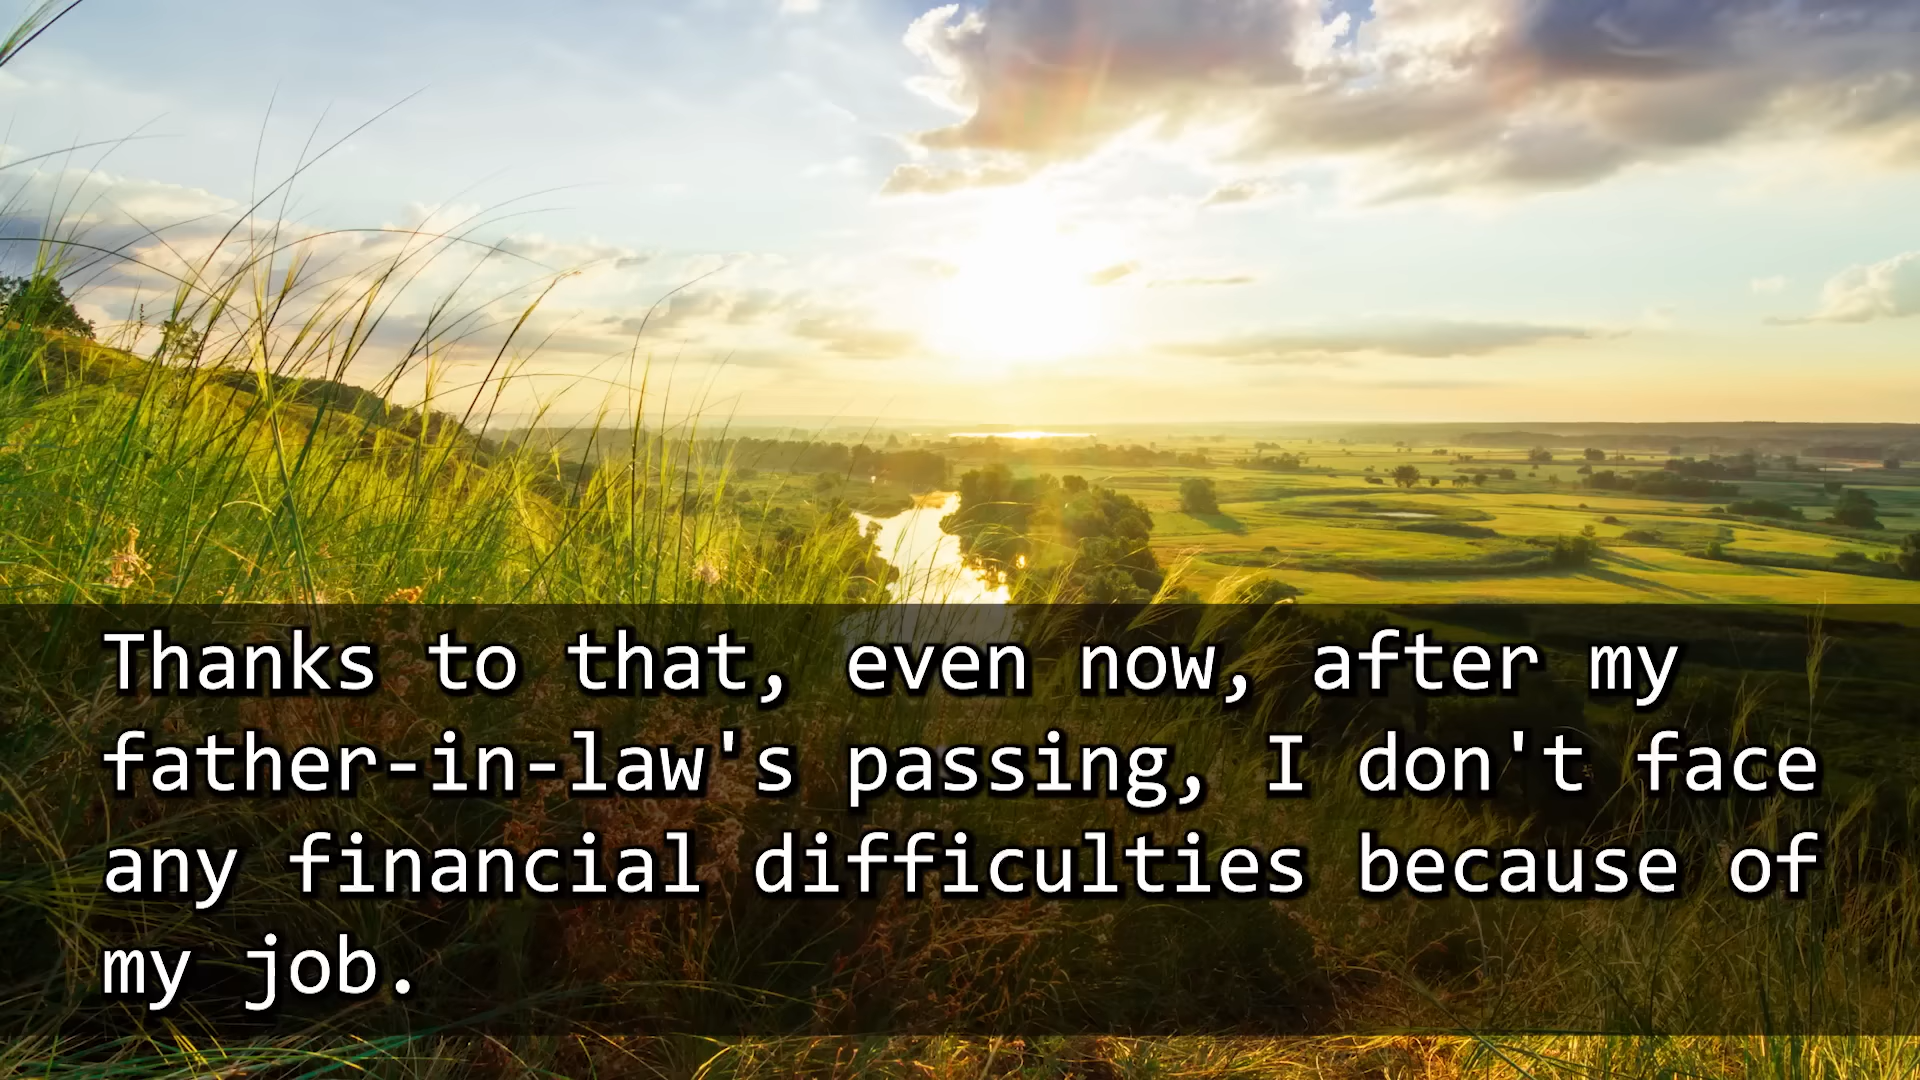 Thanks to that, even now, after my
father-in-law's passing, I don't face
any financial difficulties because of
my job.